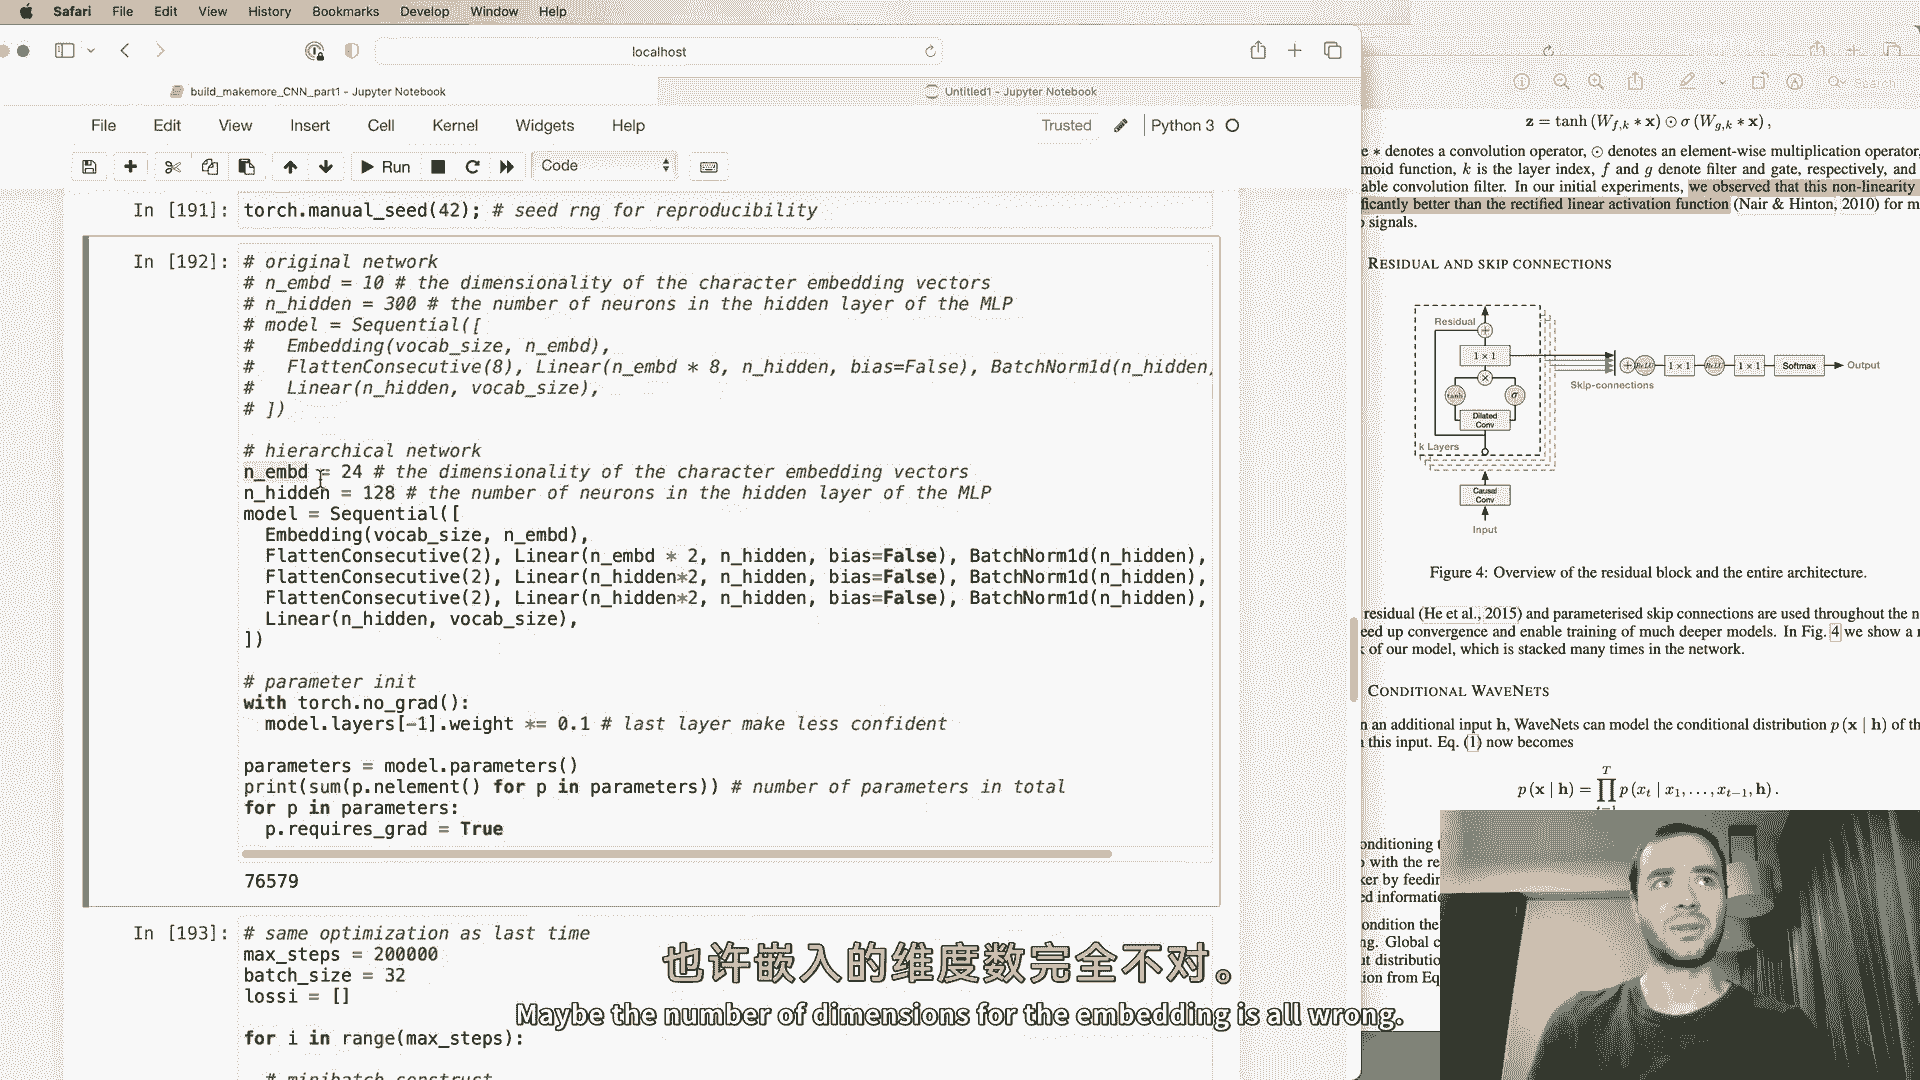 Safari File Edit View History Bookmarks Develop Window Help
localhost
build_makemore_CNN_part1 - Jupyter Notebook
Untitled1 - Jupyter Notebook
File Edit View Insert Cell Kernel Widgets Help
Trusted
Python 3
Run
Code
In [191]: torch.manual_seed(42); # seed rng for reproducibility
In [192]: # original network
# n_embd = 10 # the dimensionality of the character embedding vectors
# n_hidden = 300 # the number of neurons in the hidden layer of the MLP
# model = Sequential([
#   Embedding(vocab_size, n_embd),
#   FlattenConsecutive(8), Linear(n_embd * 8, n_hidden, bias=False), BatchNorm1d(n_hidden,
#   Linear(n_hidden, vocab_size),
# ])
# hierarchical network
n_embd = 24 # the dimensionality of the character embedding vectors
n_hidden = 128 # the number of neurons in the hidden layer of the MLP
model = Sequential([
  Embedding(vocab_size, n_embd),
  FlattenConsecutive(2), Linear(n_embd * 2, n_hidden, bias=False), BatchNorm1d(n_hidden),
  FlattenConsecutive(2), Linear(n_hidden*2, n_hidden, bias=False), BatchNorm1d(n_hidden),
  FlattenConsecutive(2), Linear(n_hidden*2, n_hidden, bias=False), BatchNorm1d(n_hidden),
  Linear(n_hidden, vocab_size),
])
# parameter init
with torch.no_grad():
  model.layers[-1].weight *= 0.1 # last layer make less confident
parameters = model.parameters()
print(sum(p.nelement() for p in parameters)) # number of parameters in total
for p in parameters:
  p.requires_grad = True
76579
In [193]: # same optimization as last time
max_steps = 200000
batch_size = 32
lossi = []
for i in range(max_steps):
# minibatch construct
Search
z = tanh (W_{f,k} ∗ x) ⊙ σ (W_{g,k} ∗ x) ,
∗ denotes a convolution operator, ⊙ denotes an element-wise multiplication operator,
moid function, k is the layer index, f and g denote filter and gate, respectively, and
able convolution filter. In our initial experiments, we observed that this non-linearity
ficantly better than the rectified linear activation function (Nair & Hinton, 2010) for
signals.
RESIDUAL AND SKIP CONNECTIONS
Residual
+
1 × 1
×
tanh
σ
Dilated
Conv
k Layers
Causal
Conv
Input
Skip-connections
+ ReLU 1 × 1 ReLU 1 × 1 Softmax Output
Figure 4: Overview of the residual block and the entire architecture.
residual (He et al., 2015) and parameterised skip connections are used throughout the
eed up convergence and enable training of much deeper models. In Fig. 4 we show a
of our model, which is stacked many times in the network.
CONDITIONAL WAVENETS
an additional input h, WaveNets can model the conditional distribution p (x | h) of
this input. Eq. (1) now becomes
p (x | h) = ∏ p (x_t | x_1, . . . , x_{t−1}, h) .
T
onditioning
with the re
ker by feedin
ed informatic
ondition the
ng. Global c
ut distributio
ion from Eq
也许嵌入的维度数完全不对。
Maybe the number of dimensions for the embedding is all wrong.